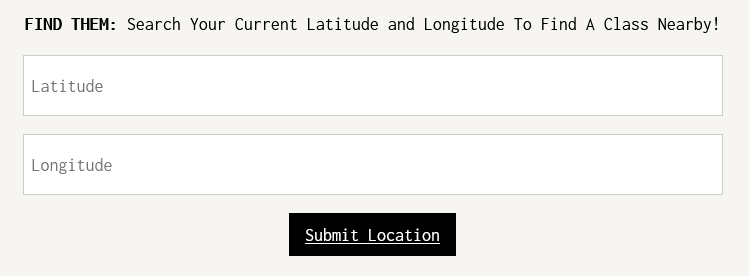 FIND THEM: Search Your Current Latitude and Longitude To Find A Class Nearby!
Latitude
Longitude
Submit Location